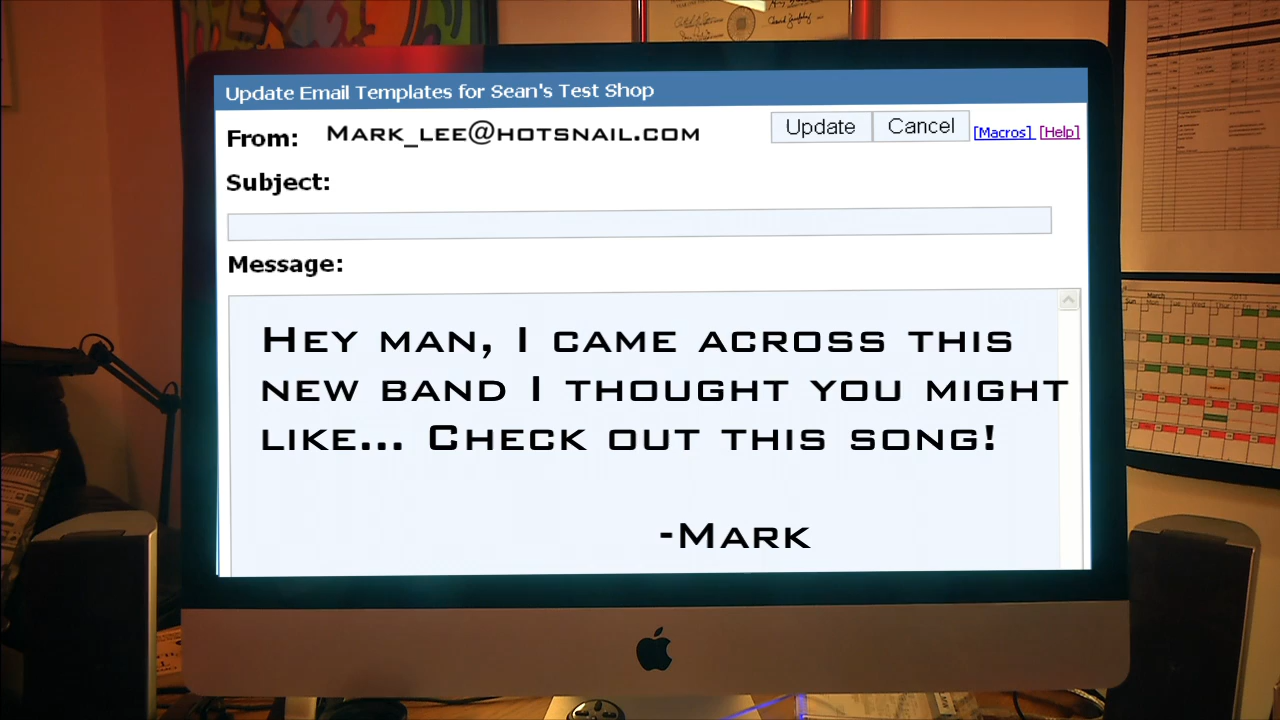 Update Email Templates for Sean's Test Shop
From: Mark_lee@hotsnail.com Update Cancel [Macros] [Help]
Subject:
Message:
Hey man, I came across this
new band I thought you might
like... Check out this song!
-Mark
March